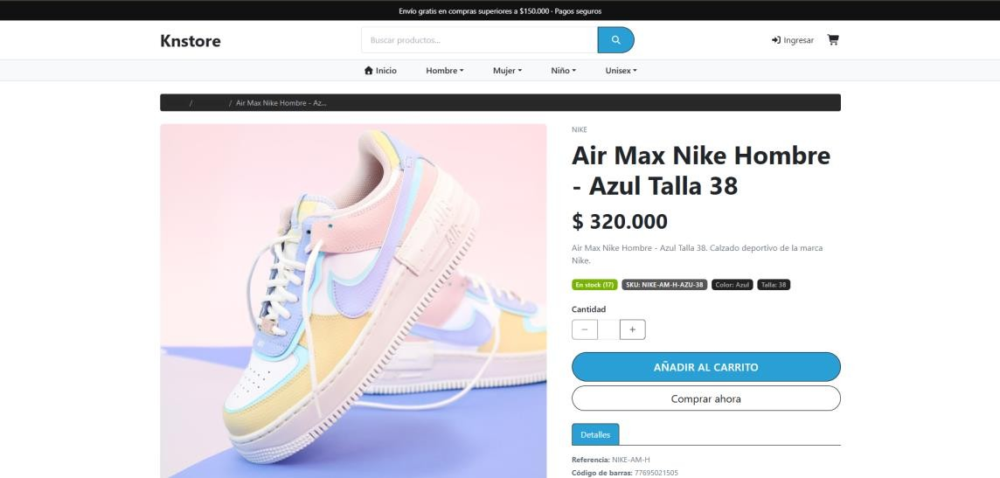 Envío gratis en compras superiores a $150.000 · Pagos seguros
Knstore
Buscar productos...
Ingresar
Inicio
Hombre
Mujer
Niño
Unisex
/ / Air Max Nike Hombre - Az...
NIKE
Air Max Nike Hombre
- Azul Talla 38
$ 320.000
Air Max Nike Hombre - Azul Talla 38. Calzado deportivo de la marca
Nike.
En stock (17)
SKU: NIKE-AM-H-AZU-38
Color: Azul
Talla: 38
Cantidad
− +
AÑADIR AL CARRITO
Comprar ahora
Detalles
Referencia: NIKE-AM-H
Código de barras: 77695021505